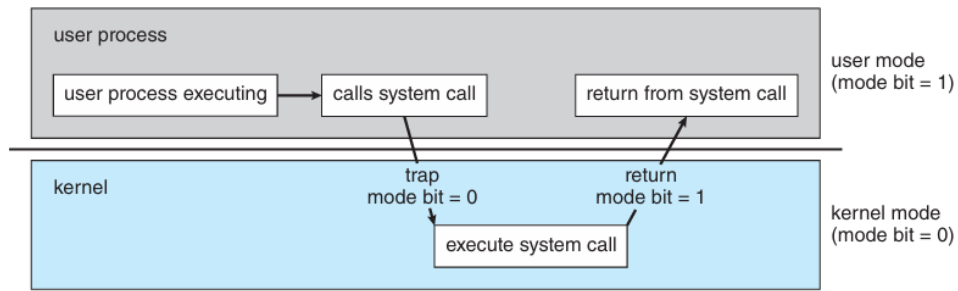 user process
user process executing
calls system call
return from system call
user mode
(mode bit = 1)
kernel
trap
mode bit = 0
return
mode bit = 1
execute system call
kernel mode
(mode bit = 0)